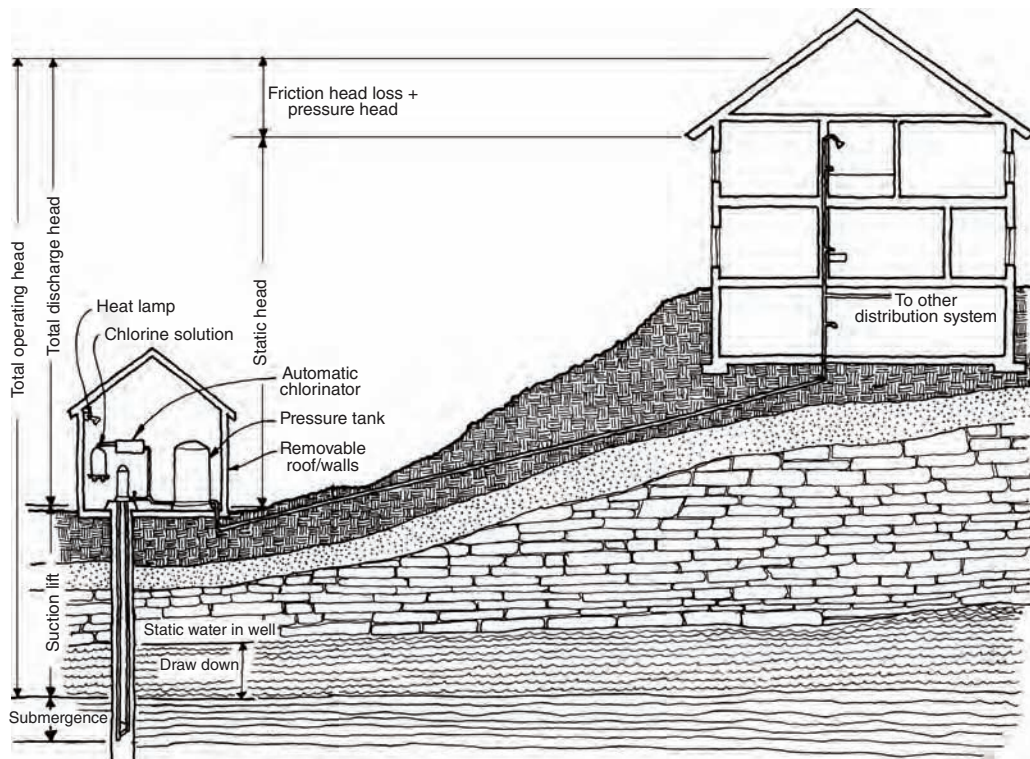 Friction head loss +
pressure head
Total operating head
Total discharge head
Static head
Heat lamp
Chlorine solution
Automatic
chlorinator
Pressure tank
Removable
roof/walls
To other
distribution system
Suction lift
Static water in well
Draw down
Submergence